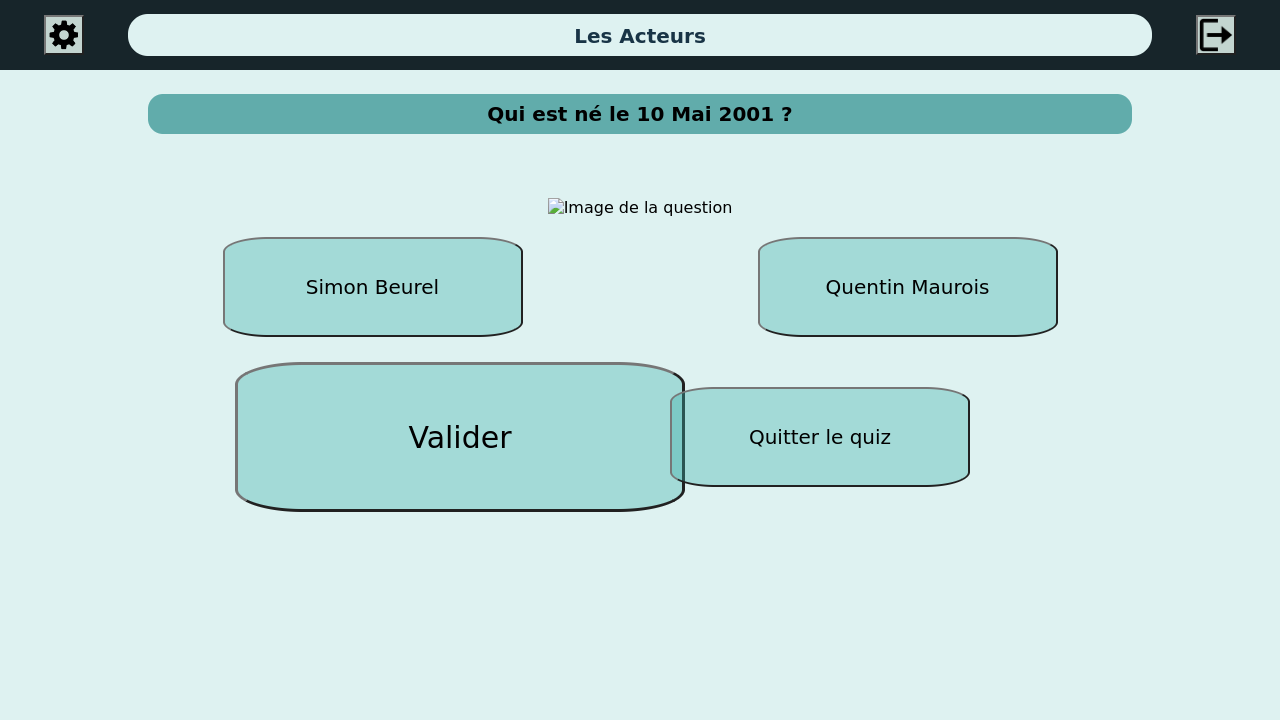 Les Acteurs
Qui est né le 10 Mai 2001 ?
Image de la question
Simon Beurel
Quentin Maurois
Valider
Quitter le quiz